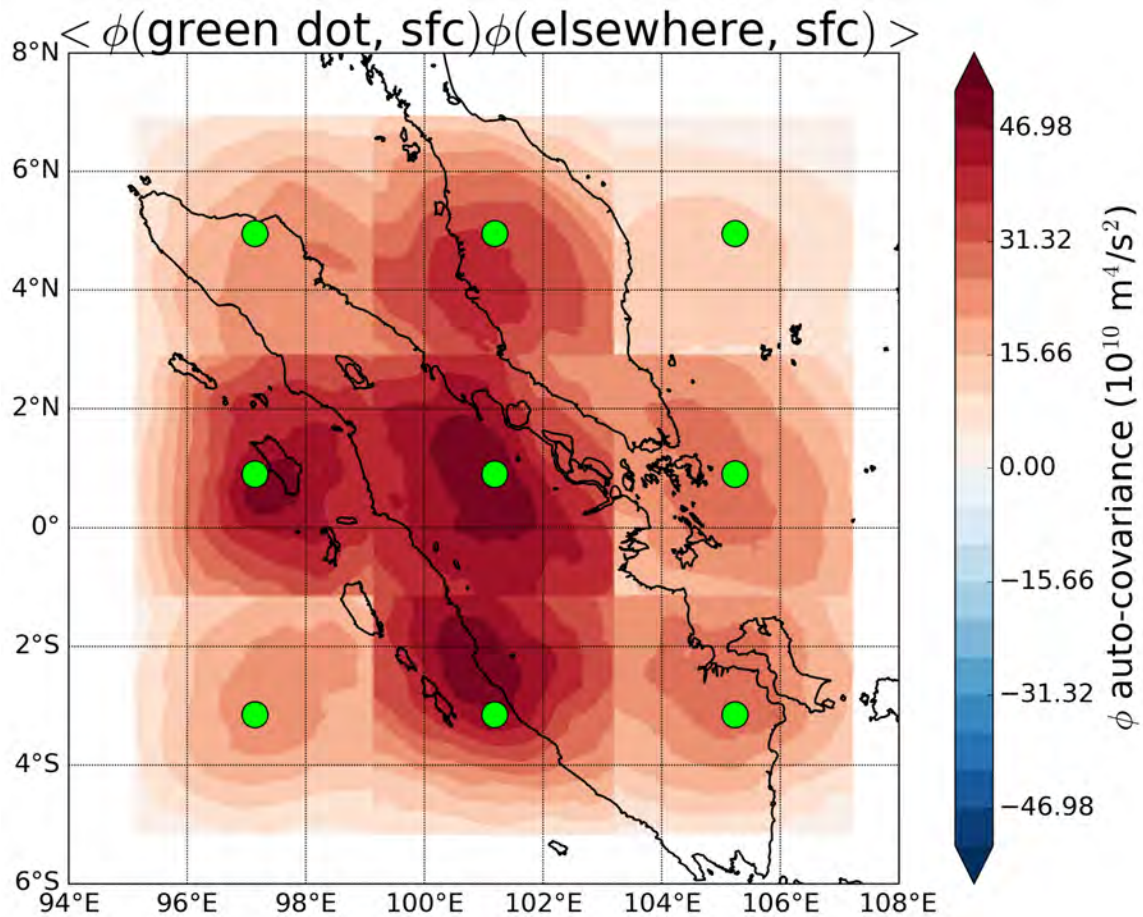 < ϕ(green dot, sfc)ϕ(elsewhere, sfc) >
8°N
6°N
4°N
2°N
0°
2°S
4°S
6°S
94°E 96°E 98°E 100°E 102°E 104°E 106°E 108°E
46.98
31.32
15.66
0.00
−15.66
−31.32
−46.98
ϕ auto-covariance (10¹⁰ m⁴/s²)